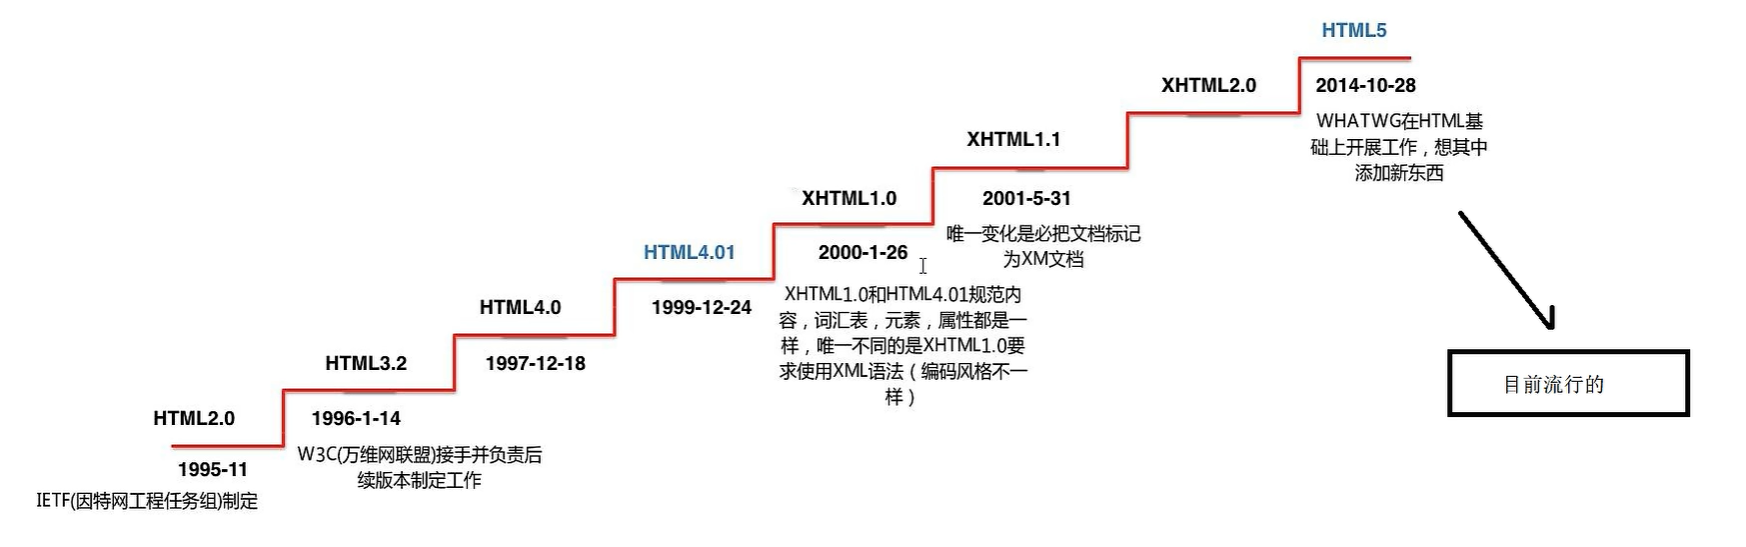 HTML2.0
1995-11
IETF(因特网工程任务组)制定
HTML3.2
1996-1-14
W3C(万维网联盟)接手并负责后
续版本制定工作
HTML4.0
1997-12-18
HTML4.01
1999-12-24
XHTML1.0
2000-1-26
XHTML1.0和HTML4.01规范内
容，词汇表，元素，属性都是一
样，唯一不同的是XHTML1.0要
求使用XML语法（编码风格不一
样）
XHTML1.1
2001-5-31
唯一变化是必把文档标记
为XM文档
XHTML2.0
HTML5
2014-10-28
WHATWG在HTML基
础上开展工作，想其中
添加新东西
目前流行的